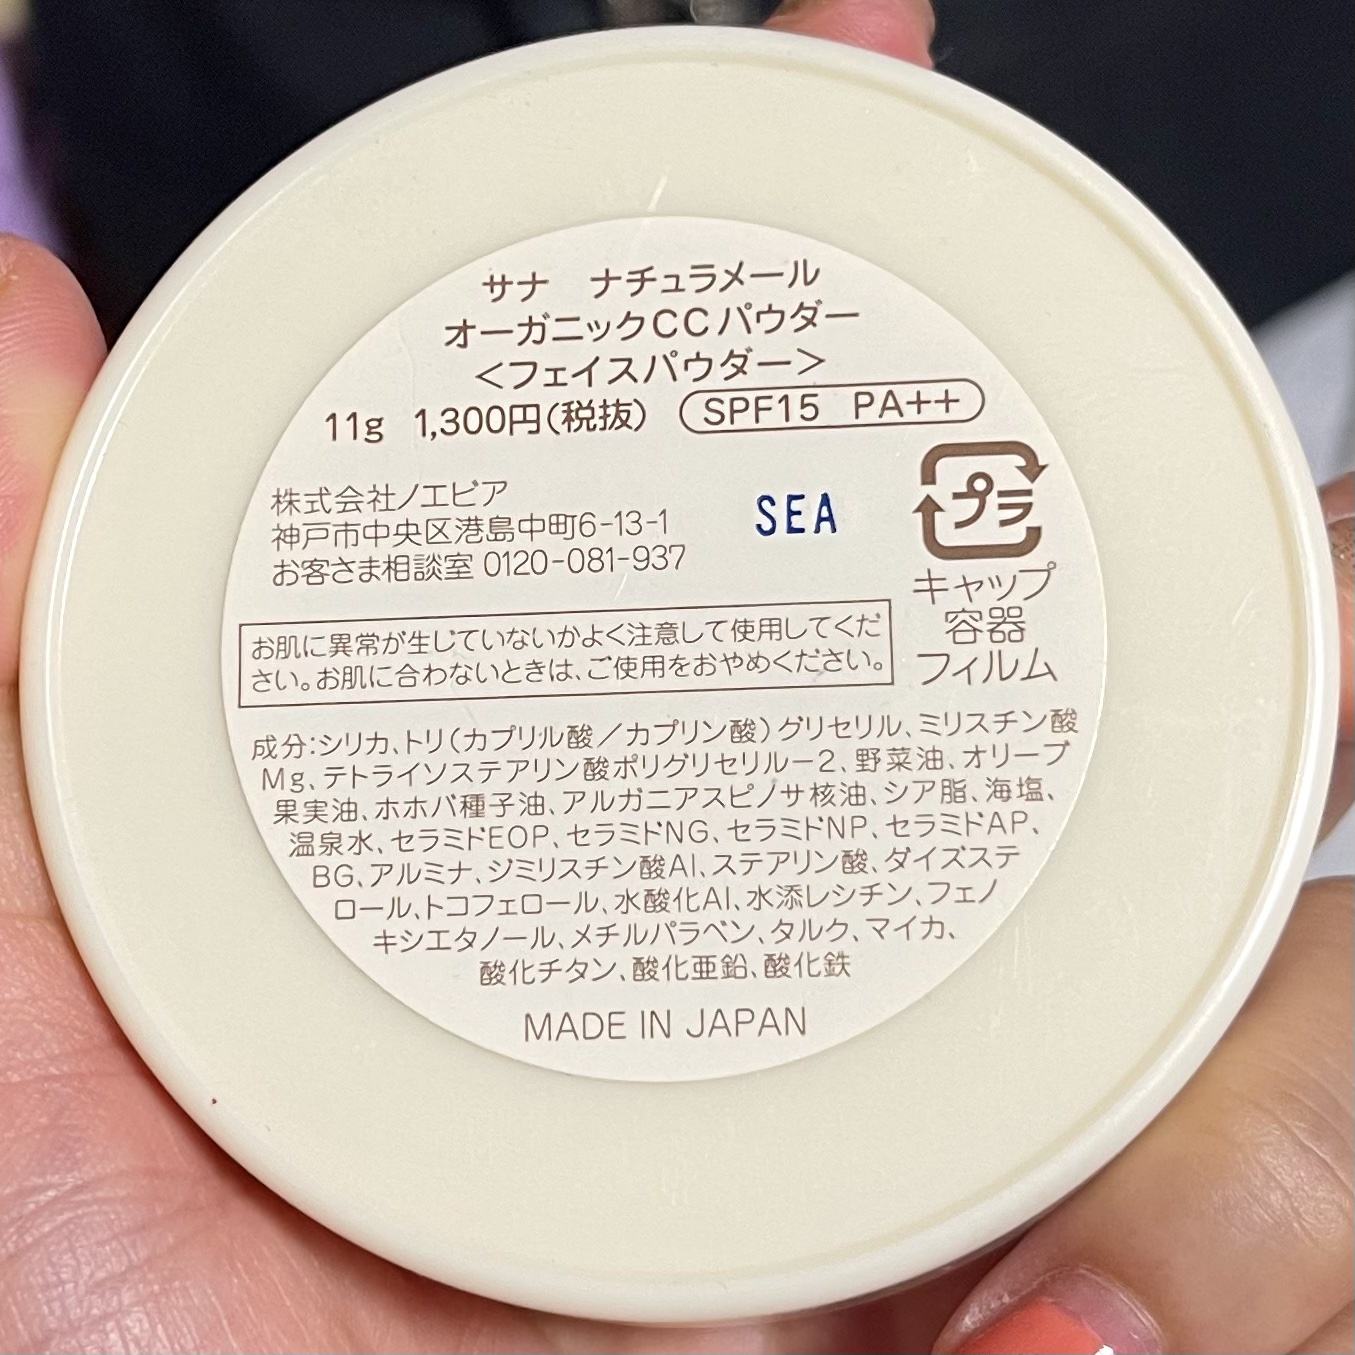 サナ ナチュラメール
オーガニックCCパウダー
<フェイスパウダー>
11g 1,300円(税抜) SPF15 PA++
株式会社ノエビア
神戸市中央区港島中町6-13-1
お客さま相談室 0120-081-937
SEA
プラ
キャップ
容器
フィルム
お肌に異常が生じていないかよく注意して使用してくだ
さい。お肌に合わないときは、ご使用をおやめください。
成分:シリカ、トリ(カプリル酸/カプリン酸)グリセリル、ミリスチン酸
Mg、テトライソステアリン酸ポリグリセリルー2、野菜油、オリーブ
果実油、ホホバ種子油、アルガニアスピノサ核油、シア脂、海塩、
温泉水、セラミドEOP、セラミドNG、セラミドNP、セラミドAP、
BG、アルミナ、ジミリスチン酸Al、ステアリン酸、ダイズステ
ロール、トコフェロール、水酸化Al、水添レシチン、フェノ
キシエタノール、メチルパラベン、タルク、マイカ、
酸化チタン、酸化亜鉛、酸化鉄
MADE IN JAPAN